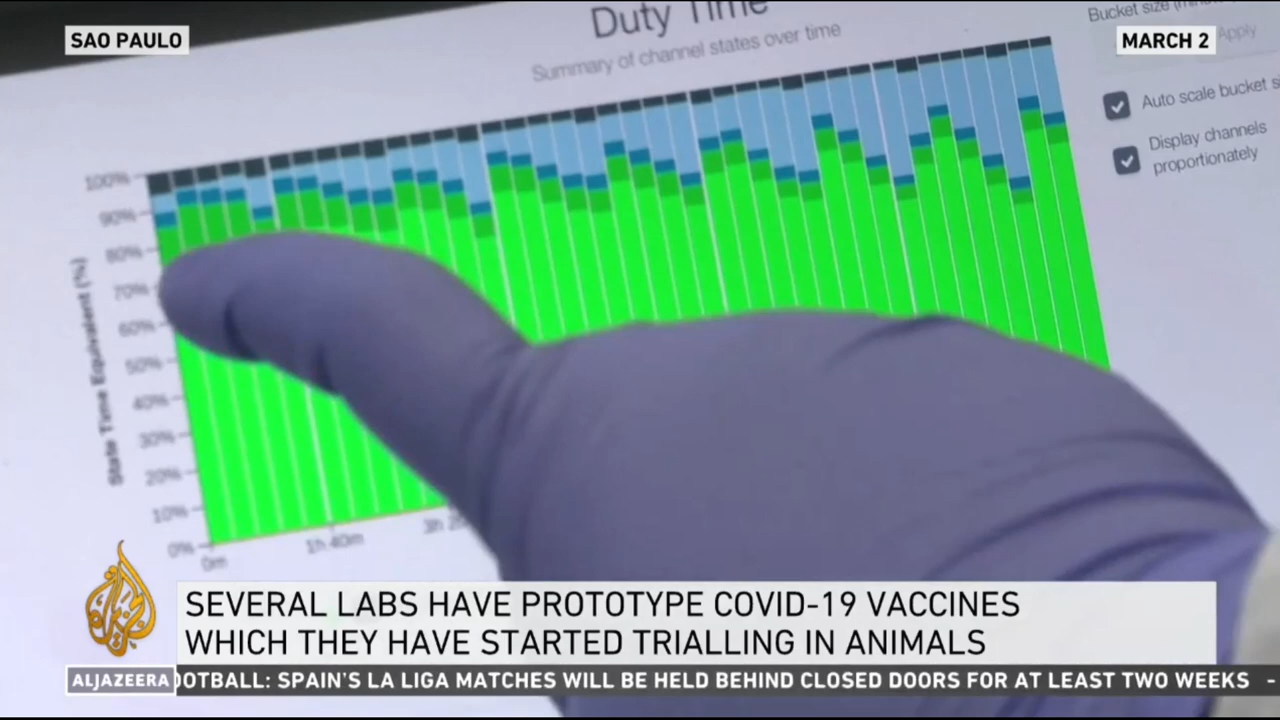 SAO PAULO
MARCH 2
Duty Time
Summary of channel states over time
Bucket size
Apply
Auto scale bucket
Display channels
proportionately
State Time Equivalent (%)
100%
90%
80%
70%
60%
50%
40%
30%
20%
10%
0%
0m
1h 40m
3h
SEVERAL LABS HAVE PROTOTYPE COVID-19 VACCINES
WHICH THEY HAVE STARTED TRIALLING IN ANIMALS
ALJAZEERA
OOTBALL: SPAIN'S LA LIGA MATCHES WILL BE HELD BEHIND CLOSED DOORS FOR AT LEAST TWO WEEKS -